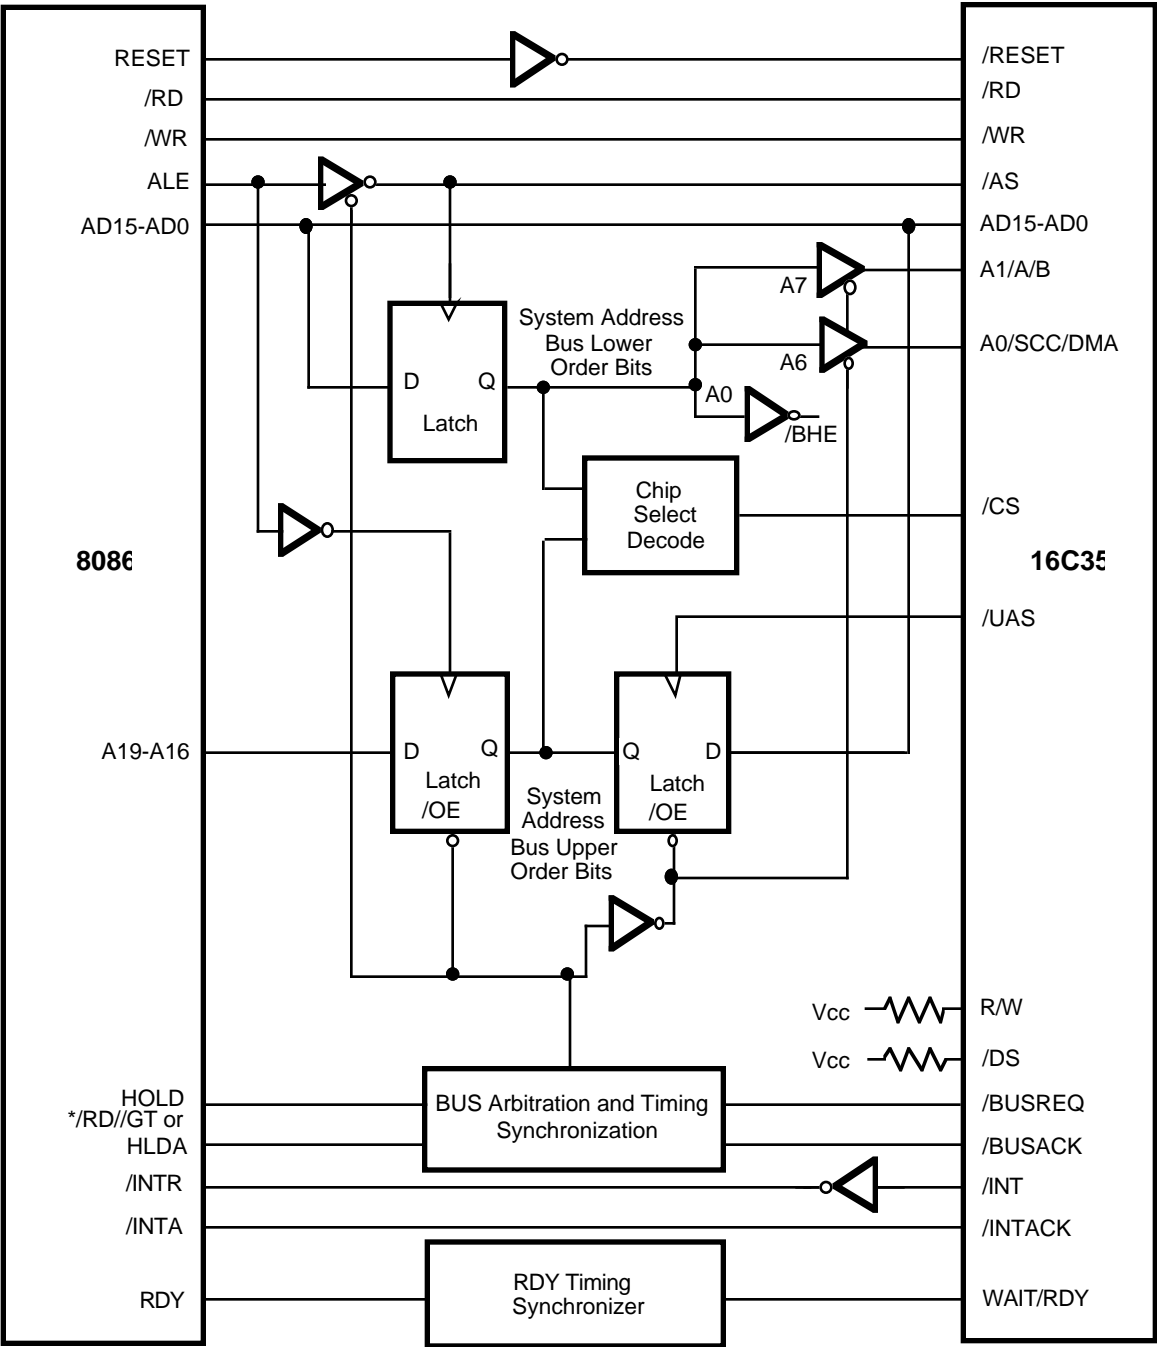 RESET
/RD
/WR
ALE
AD15-AD0
8086
A19-A16
HOLD
*/RD//GT or
HLDA
/INTR
/INTA
RDY
System Address
Bus Lower
Order Bits
D
Q
Latch
A7
A6
A0
/BHE
Chip
Select
Decode
D
Q
Latch
/OE
System
Address
Bus Upper
Order Bits
Q
D
Latch
/OE
Vcc
Vcc
BUS Arbitration and Timing
Synchronization
RDY Timing
Synchronizer
/RESET
/RD
/WR
/AS
AD15-AD0
A1/A/B
A0/SCC/DMA
/CS
16C35
/UAS
R/W
/DS
/BUSREQ
/BUSACK
/INT
/INTACK
WAIT/RDY